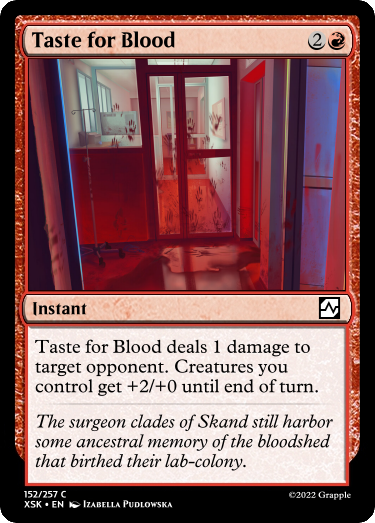 Taste for Blood 2
Instant
Taste for Blood deals 1 damage to
target opponent. Creatures you
control get +2/+0 until end of turn.
The surgeon clades of Skand still harbor
some ancestral memory of the bloodshed
that birthed their lab-colony.
152/257 C
XSK • EN Izabella Pudlowska
©2022 Grapple